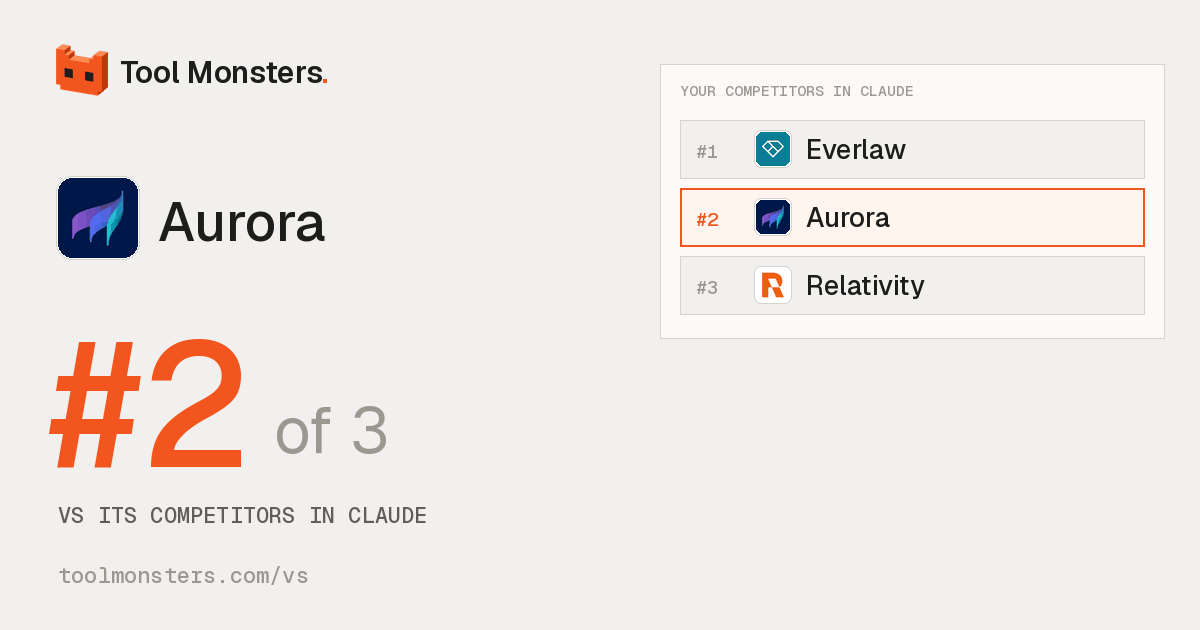 Tool Monsters.
Aurora
#2 of 3
VS ITS COMPETITORS IN CLAUDE
toolmonsters.com/vs
YOUR COMPETITORS IN CLAUDE
#1 Everlaw
#2 Aurora
#3 Relativity